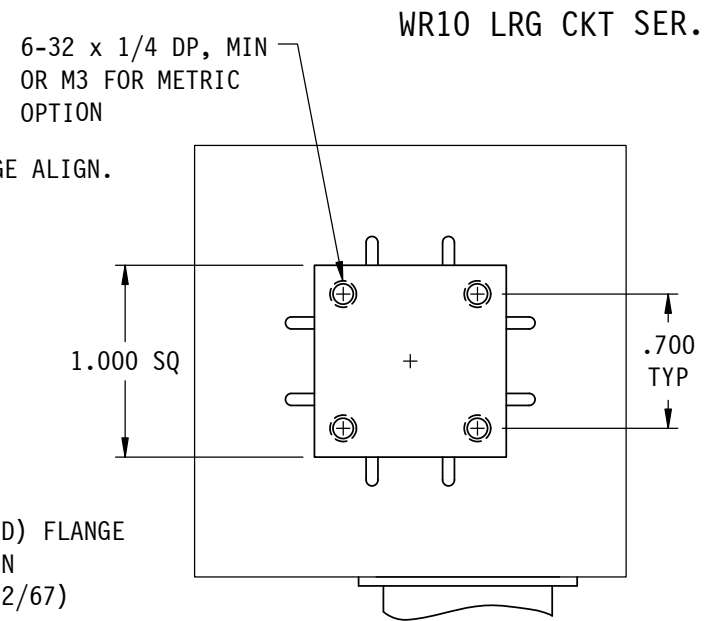 WR10 LRG CKT SER.
6-32 x 1/4 DP, MIN
OR M3 FOR METRIC
OPTION
ALIGN.
1.000 SQ
.700
TYP
D) FLANGE
N
2/67)